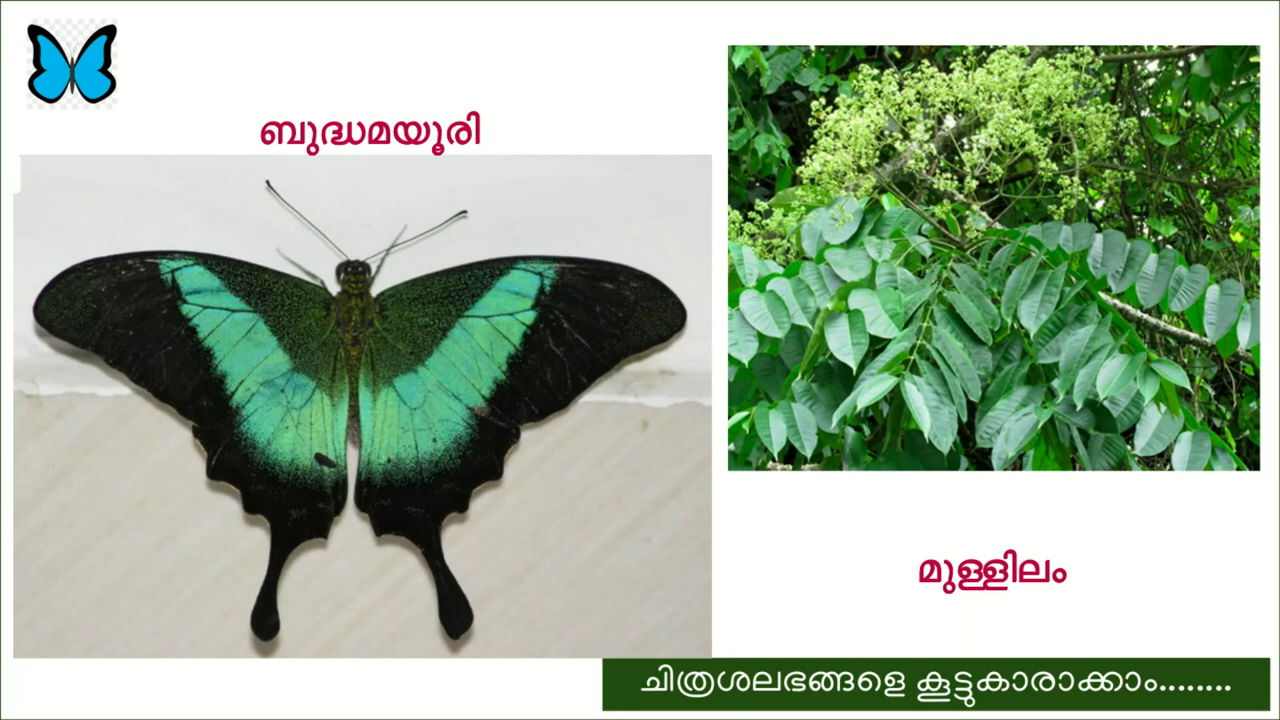 ബുദ്ധമയൂരി
മുള്ളിലം
ചിത്രശലഭങ്ങളെ കൂട്ടുകാരാക്കാം........